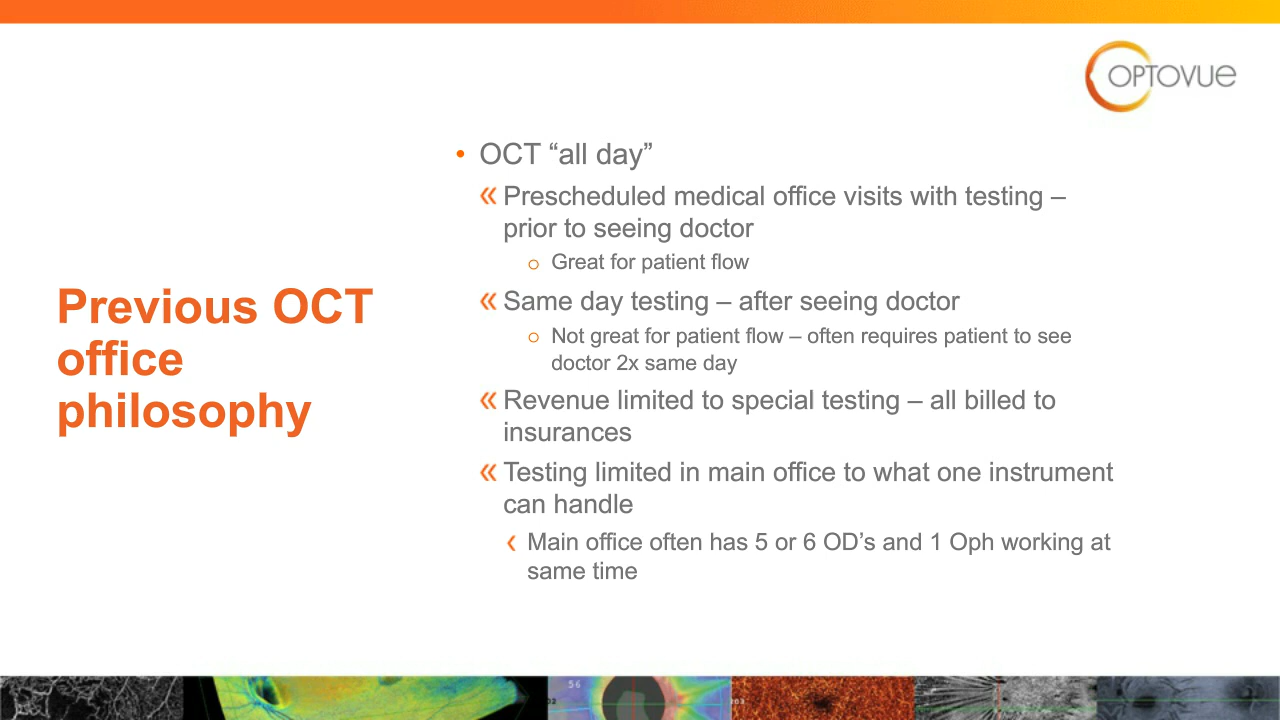 OPTOVUE
Previous OCT
office
philosophy
• OCT “all day”
« Prescheduled medical office visits with testing –
prior to seeing doctor
o Great for patient flow
« Same day testing – after seeing doctor
o Not great for patient flow – often requires patient to see
doctor 2x same day
« Revenue limited to special testing – all billed to
insurances
« Testing limited in main office to what one instrument
can handle
‹ Main office often has 5 or 6 OD’s and 1 Oph working at
same time
56